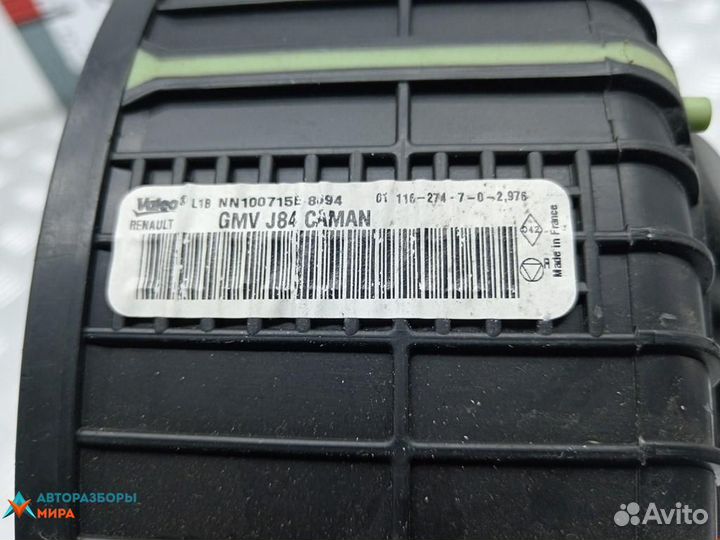 Valeo L1B NN100715E 8094 01 116-274-7-0-2,976
RENAULT GMV J84 CAMAN
D42
Made in France
АВТОРАЗБОРЫ
МИРА
Avito